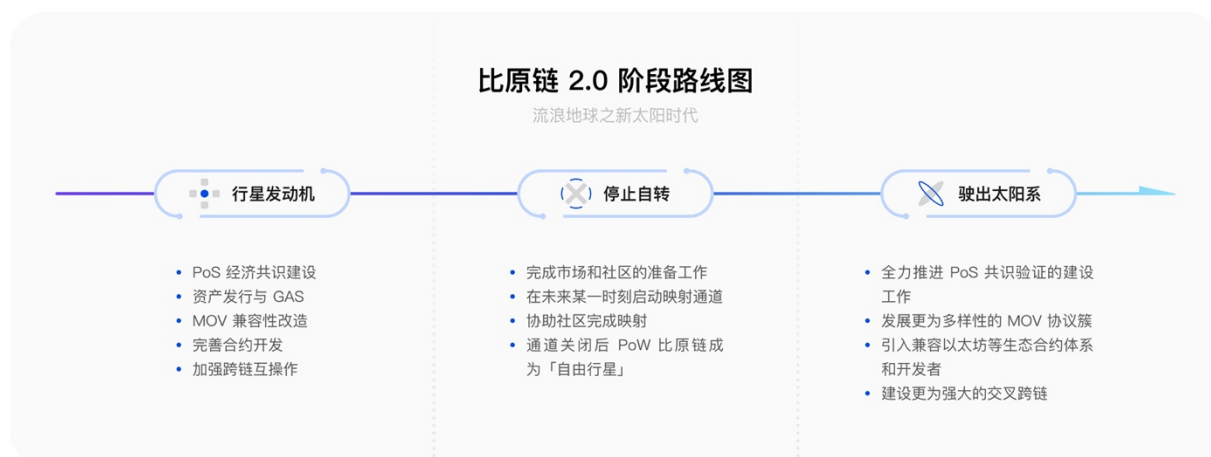 比原链 2.0 阶段路线图
流浪地球之新太阳时代
行星发动机
PoS 经济共识建设
资产发行与 GAS
MOV 兼容性改造
完善合约开发
加强跨链互操作
停止自转
完成市场和社区的准备工作
在未来某一时刻启动映射通道
协助社区完成映射
通道关闭后 PoW 比原链成
为「自由行星」
驶出太阳系
全力推进 PoS 共识验证的建设
工作
发展更为多样性的 MOV 协议簇
引入兼容以太坊等生态合约体系
和开发者
建设更为强大的交叉跨链